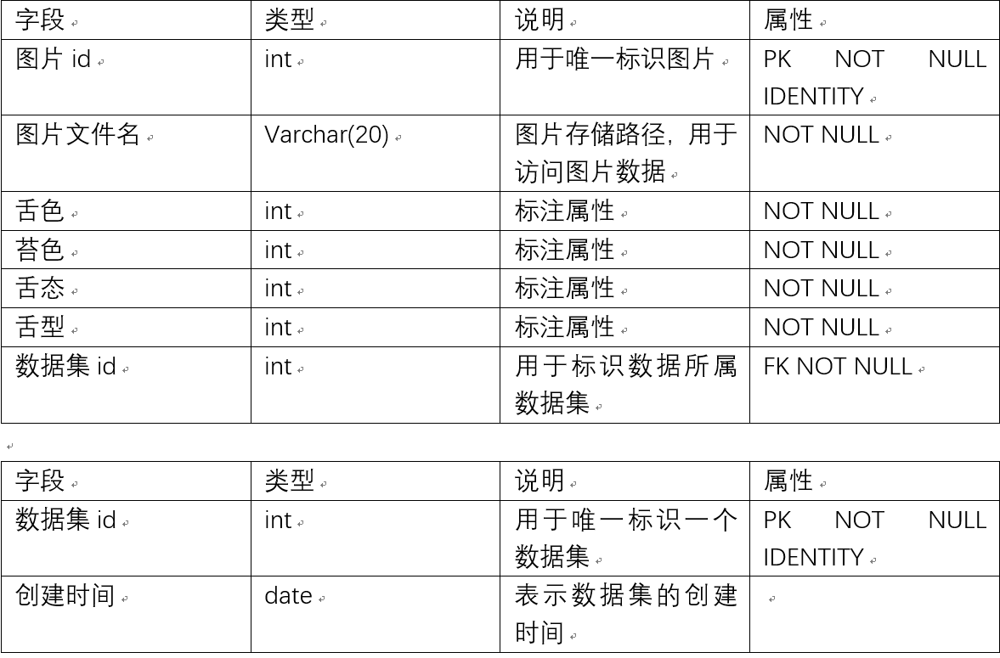 字段 类型 说明 属性
图片 id int 用于唯一标识图片 PK NOT NULL
IDENTITY
图片文件名 Varchar(20) 图片存储路径，用于 NOT NULL
访问图片数据
舌色 int 标注属性 NOT NULL
苔色 int 标注属性 NOT NULL
舌态 int 标注属性 NOT NULL
舌型 int 标注属性 NOT NULL
数据集 id int 用于标识数据所属 FK NOT NULL
数据集
字段 类型 说明 属性
数据集 id int 用于唯一标识一个 PK NOT NULL
数据集 IDENTITY
创建时间 date 表示数据集的创建
时间